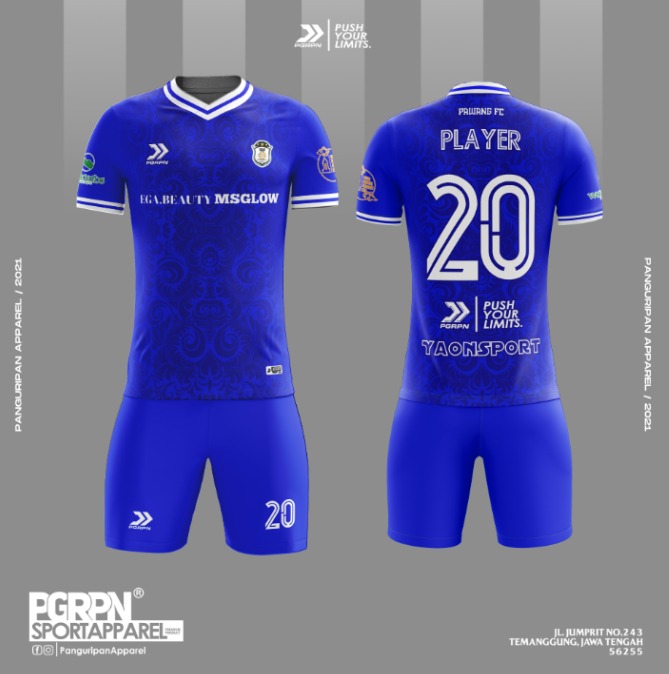 PGRPN
PUSH
YOUR
LIMITS.
PGRPN
EGA.BEAUTY MSGLOW
PGRPN
20
PAWANG FC
PLAYER
20
PGRPN
PUSH
YOUR
LIMITS.
YAONSPORT
PANGURIPAN APPAREL / 2021
PANGURIPAN APPAREL / 2021
PGRPN®
SPORTAPPAREL
PanguripanApparel
JL. JUMPRIT NO.243
TEMANGGUNG, JAWA TENGAH
56255